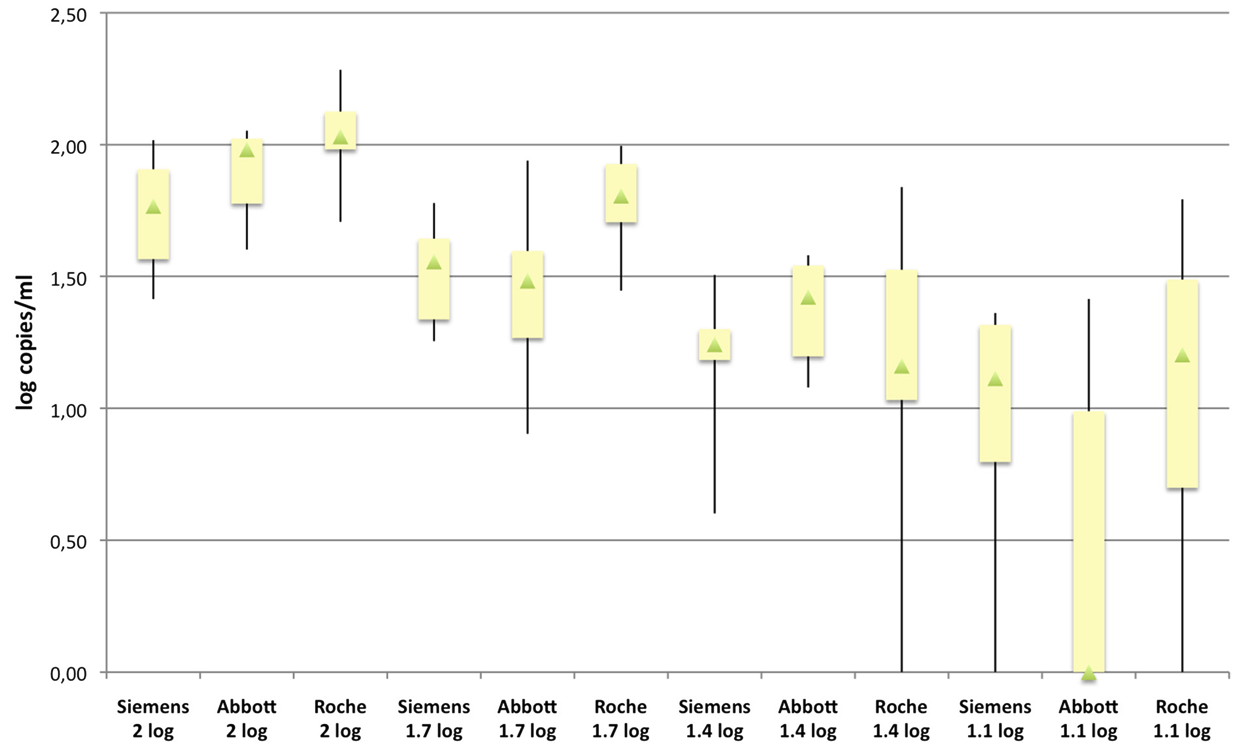 2,50
2,00
1,50
1,00
0,50
0,00
log copies/ml
Siemens Abbott Roche Siemens Abbott Roche Siemens Abbott Roche Siemens Abbott Roche
2 log 2 log 2 log 1.7 log 1.7 log 1.7 log 1.4 log 1.4 log 1.4 log 1.1 log 1.1 log 1.1 log